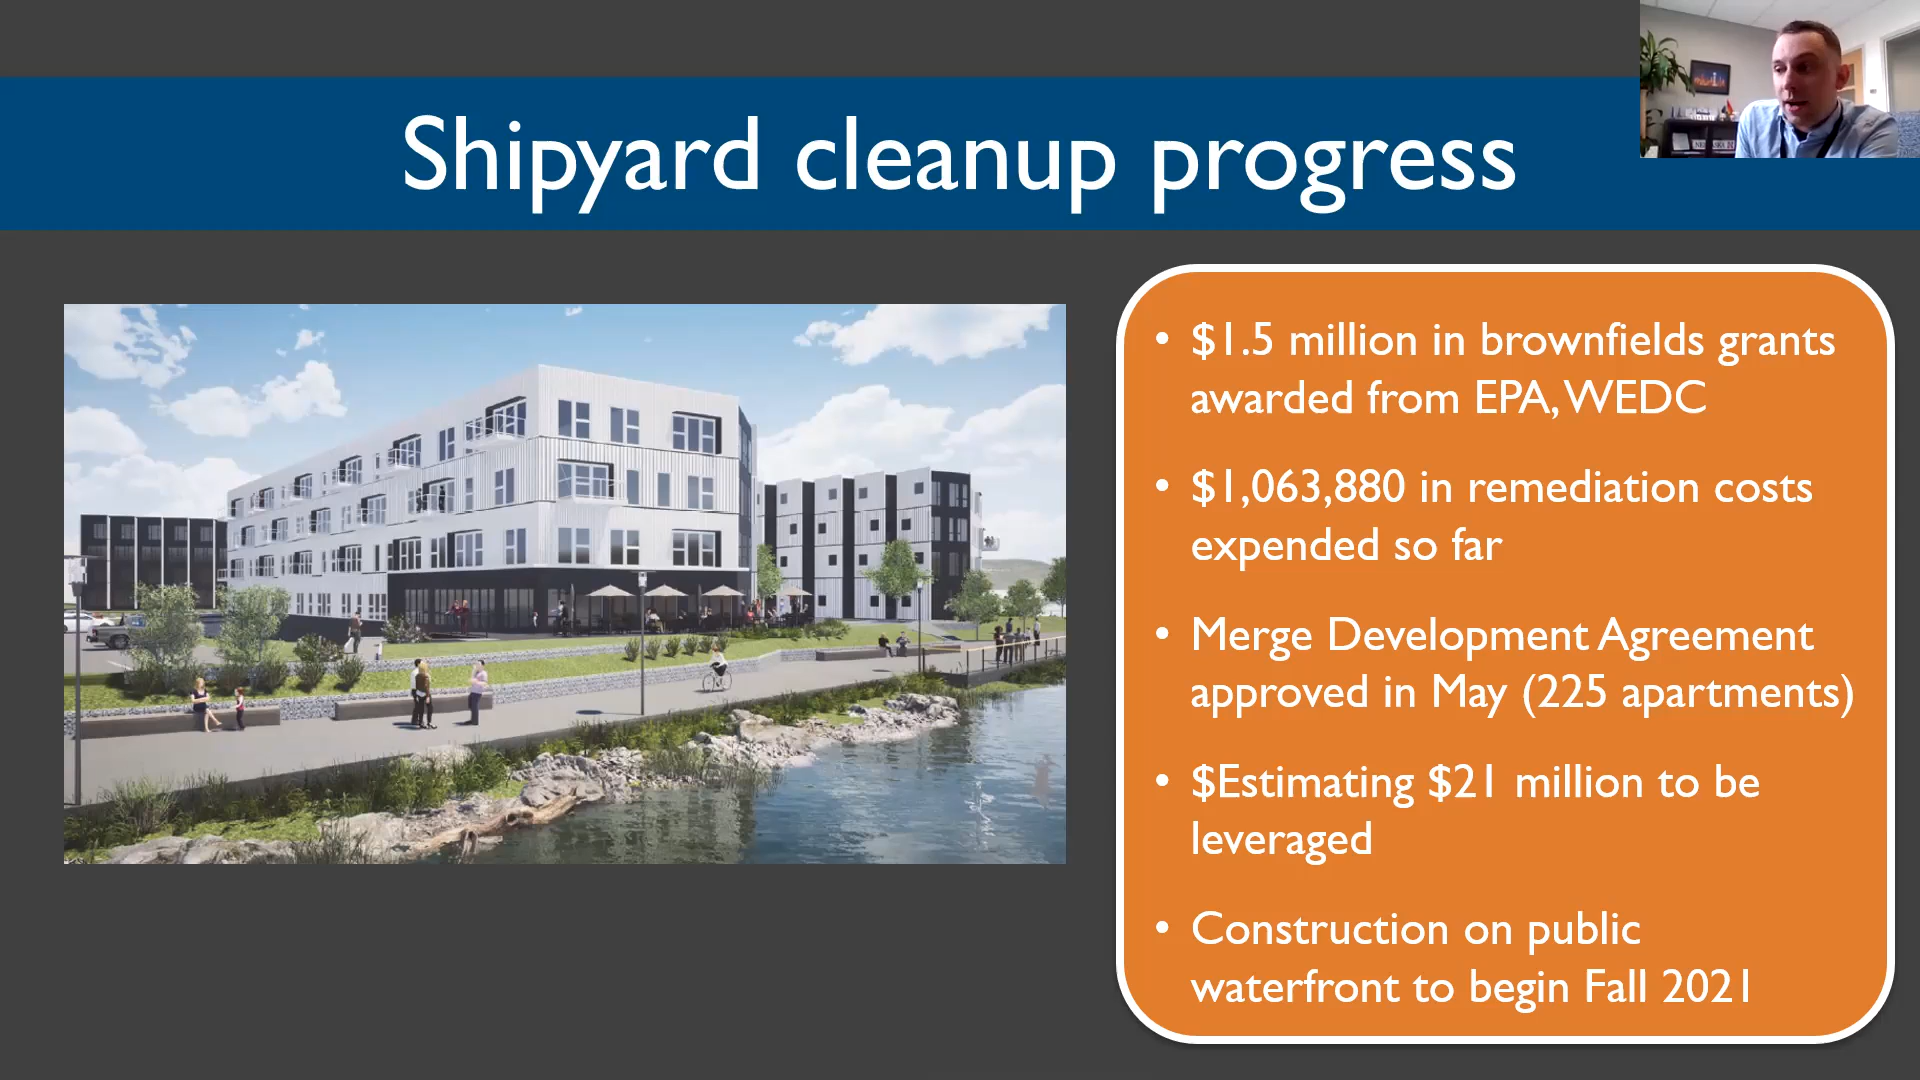 Shipyard cleanup progress
• $1.5 million in brownfields grants
awarded from EPA, WEDC
• $1,063,880 in remediation costs
expended so far
• Merge Development Agreement
approved in May (225 apartments)
• $Estimating $21 million to be
leveraged
• Construction on public
waterfront to begin Fall 2021